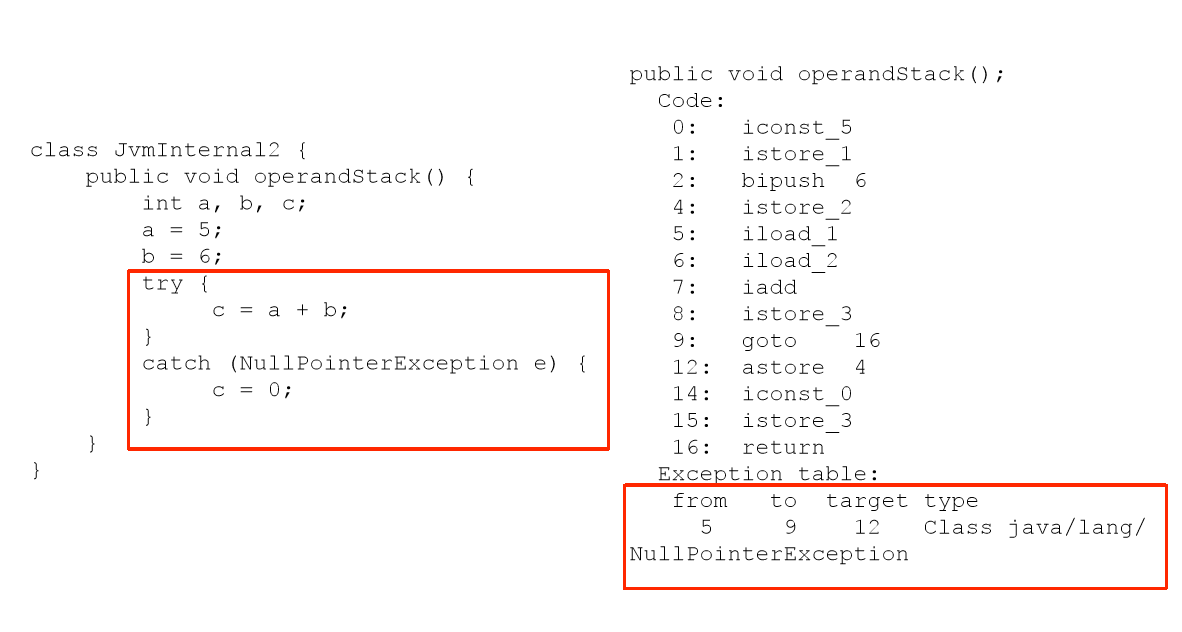 class JvmInternal2 {
    public void operandStack() {
        int a, b, c;
        a = 5;
        b = 6;
        try {
             c = a + b;
        }
        catch (NullPointerException e) {
             c = 0;
        }
    }
}
public void operandStack();
  Code:
   0:   iconst_5
   1:   istore_1
   2:   bipush  6
   4:   istore_2
   5:   iload_1
   6:   iload_2
   7:   iadd
   8:   istore_3
   9:   goto    16
   12:  astore  4
   14:  iconst_0
   15:  istore_3
   16:  return
  Exception table:
   from   to  target type
     5     9    12   Class java/lang/
NullPointerException